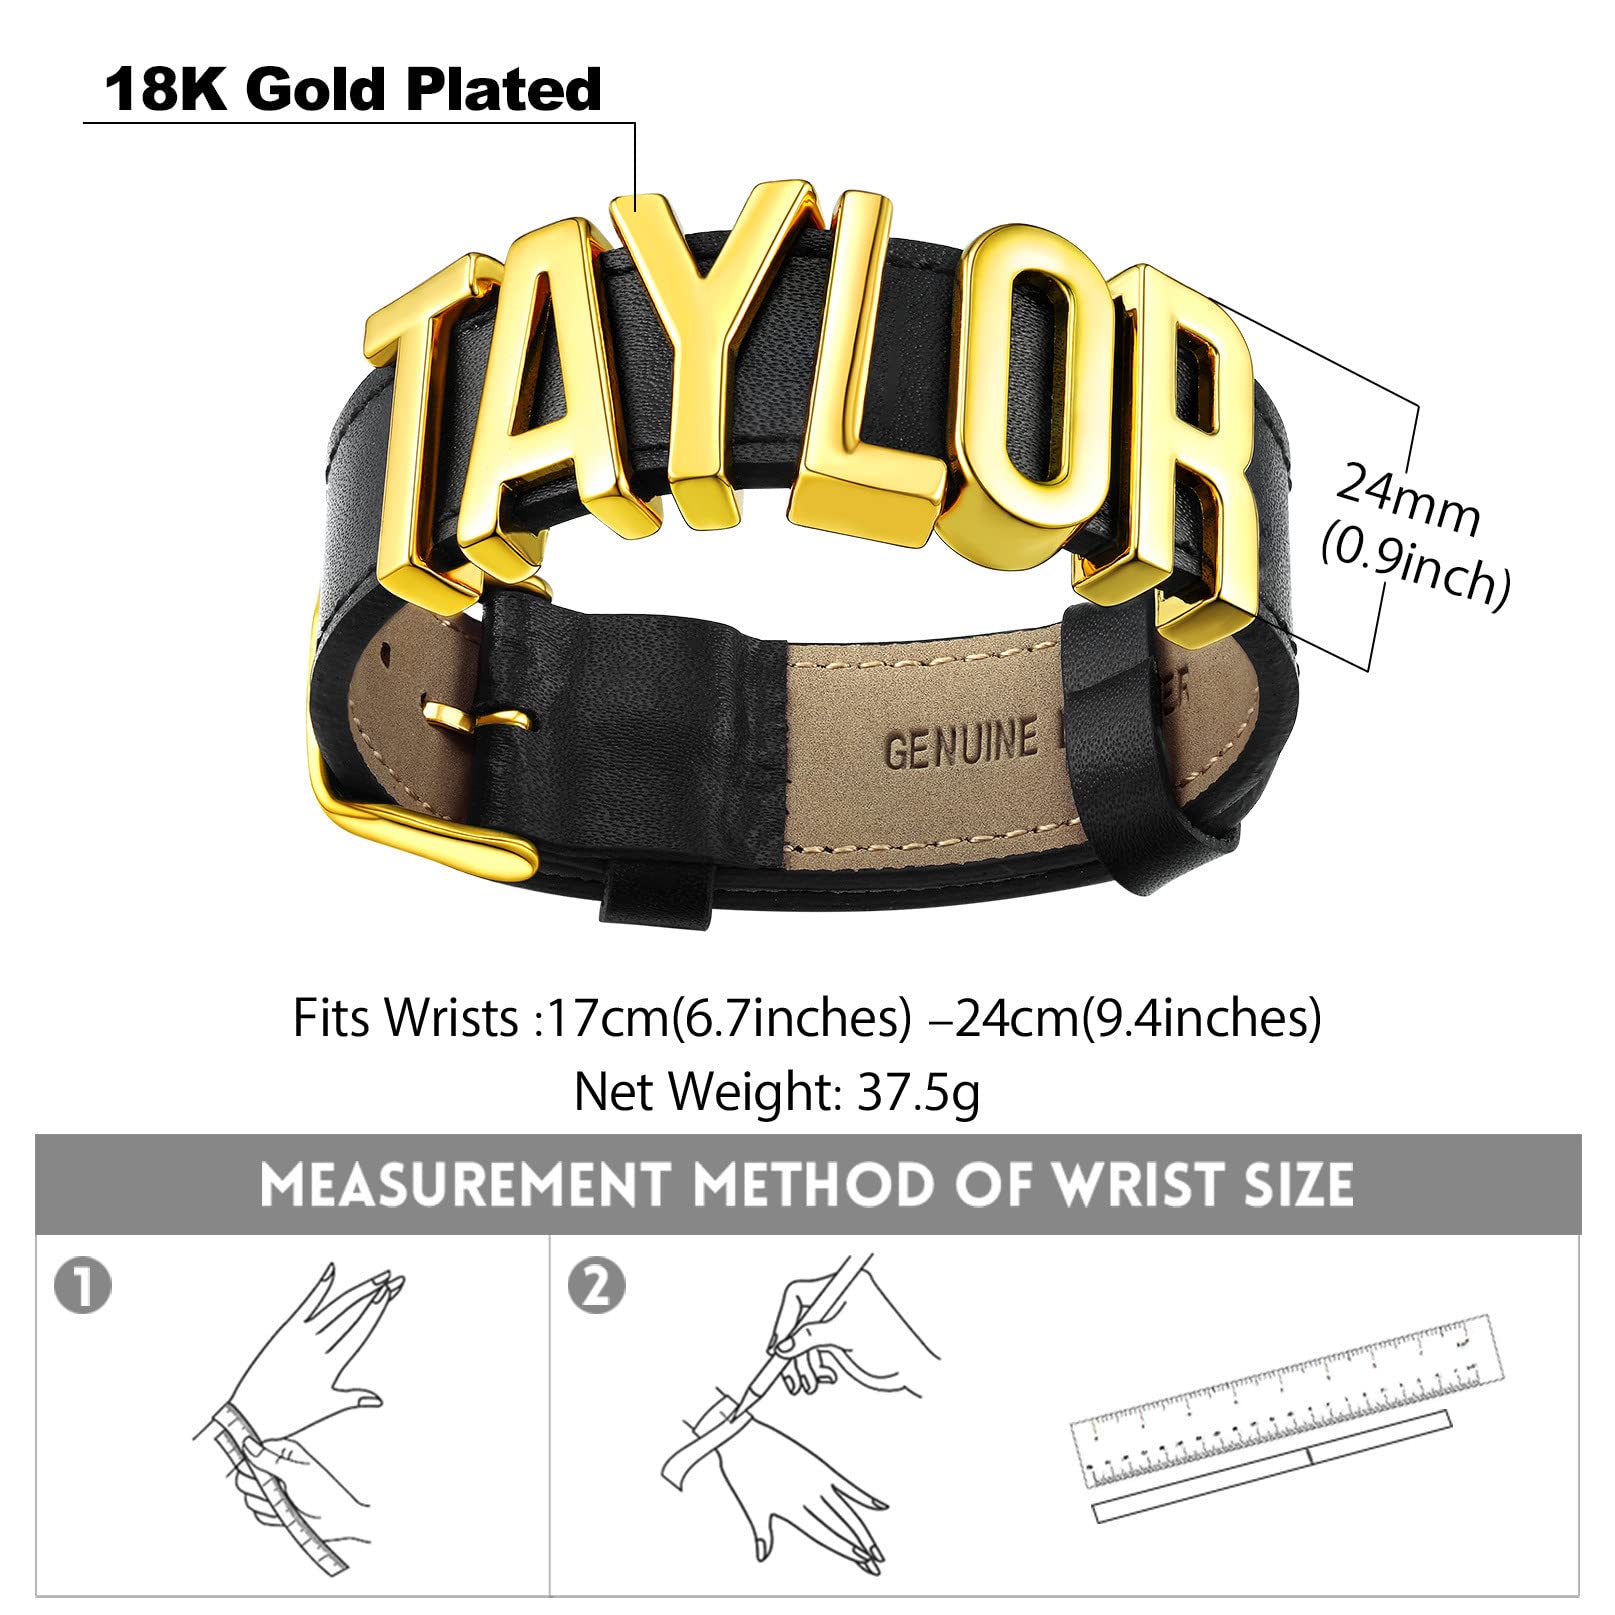 18K Gold Plated
TAYLOR
24mm
(0.9inch)
GENUINE
Fits Wrists :17cm(6.7inches) –24cm(9.4inches)
Net Weight: 37.5g
MEASUREMENT METHOD OF WRIST SIZE
1
2